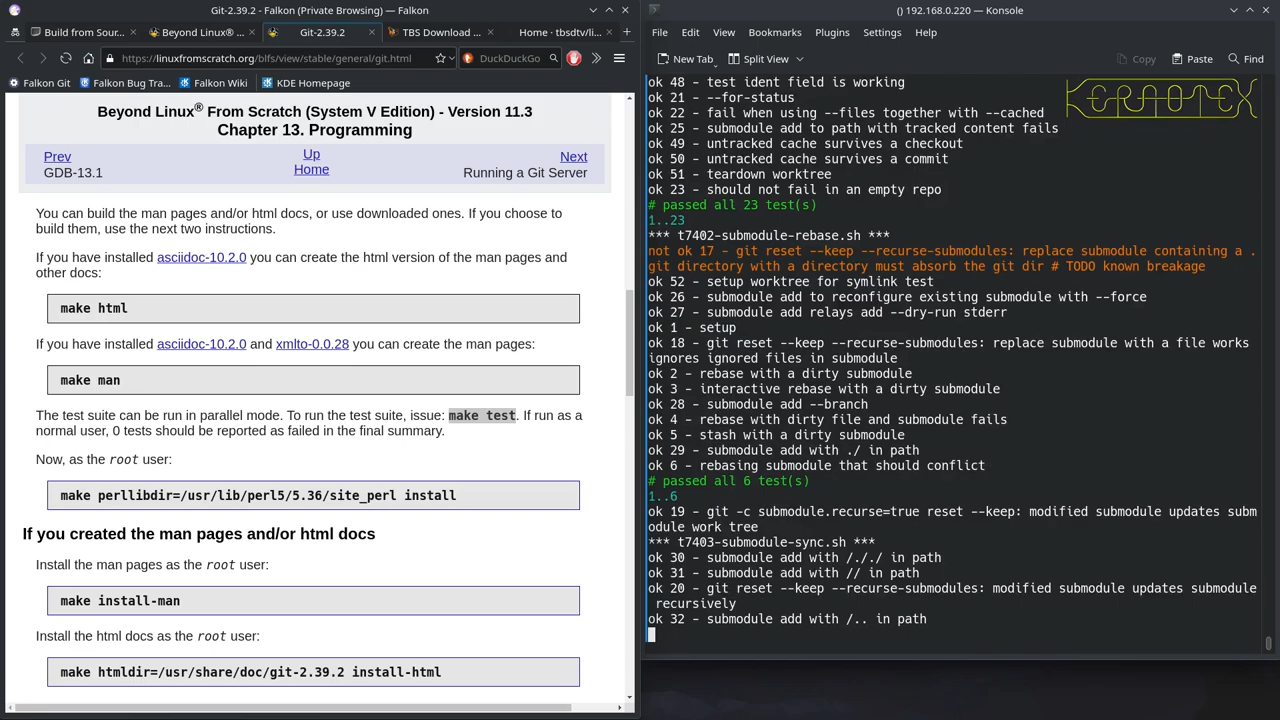 Git-2.39.2 - Falkon (Private Browsing) - Falkon
Build from Sour...
Beyond Linux® ...
Git-2.39.2
TBS Download ...
Home · tbsdtv/li...
https://linuxfromscratch.org/blfs/view/stable/general/git.html
DuckDuckGo
Falkon Git
Falkon Bug Tra...
Falkon Wiki
KDE Homepage
Beyond Linux® From Scratch (System V Edition) - Version 11.3
Chapter 13. Programming
Prev
Up
Next
GDB-13.1
Home
Running a Git Server
You can build the man pages and/or html docs, or use downloaded ones. If you choose to
build them, use the next two instructions.
If you have installed asciidoc-10.2.0 you can create the html version of the man pages and
other docs:
make html
If you have installed asciidoc-10.2.0 and xmlto-0.0.28 you can create the man pages:
make man
The test suite can be run in parallel mode. To run the test suite, issue: make test. If run as a
normal user, 0 tests should be reported as failed in the final summary.
Now, as the root user:
make perllibdir=/usr/lib/perl5/5.36/site_perl install
If you created the man pages and/or html docs
Install the man pages as the root user:
make install-man
Install the html docs as the root user:
make htmldir=/usr/share/doc/git-2.39.2 install-html
() 192.168.0.220 — Konsole
File Edit View Bookmarks Plugins Settings Help
New Tab
Split View
Copy
Paste
Find
ok 48 - test ident field is working
ok 21 - --for-status
ok 22 - fail when using --files together with --cached
ok 25 - submodule add to path with tracked content fails
ok 49 - untracked cache survives a checkout
ok 50 - untracked cache survives a commit
ok 51 - teardown worktree
ok 23 - should not fail in an empty repo
# passed all 23 test(s)
1..23
*** t7402-submodule-rebase.sh ***
not ok 17 - git reset --keep --recurse-submodules: replace submodule containing a .
git directory with a directory must absorb the git dir # TODO known breakage
ok 52 - setup worktree for symlink test
ok 26 - submodule add to reconfigure existing submodule with --force
ok 27 - submodule add relays add --dry-run stderr
ok 1 - setup
ok 18 - git reset --keep --recurse-submodules: replace submodule with a file works
ignores ignored files in submodule
ok 2 - rebase with a dirty submodule
ok 3 - interactive rebase with a dirty submodule
ok 28 - submodule add --branch
ok 4 - rebase with dirty file and submodule fails
ok 5 - stash with a dirty submodule
ok 29 - submodule add with ./ in path
ok 6 - rebasing submodule that should conflict
# passed all 6 test(s)
1..6
ok 19 - git -c submodule.recurse=true reset --keep: modified submodule updates subm
odule work tree
*** t7403-submodule-sync.sh ***
ok 30 - submodule add with /././ in path
ok 31 - submodule add with // in path
ok 20 - git reset --keep --recurse-submodules: modified submodule updates submodule
recursively
ok 32 - submodule add with /.. in path